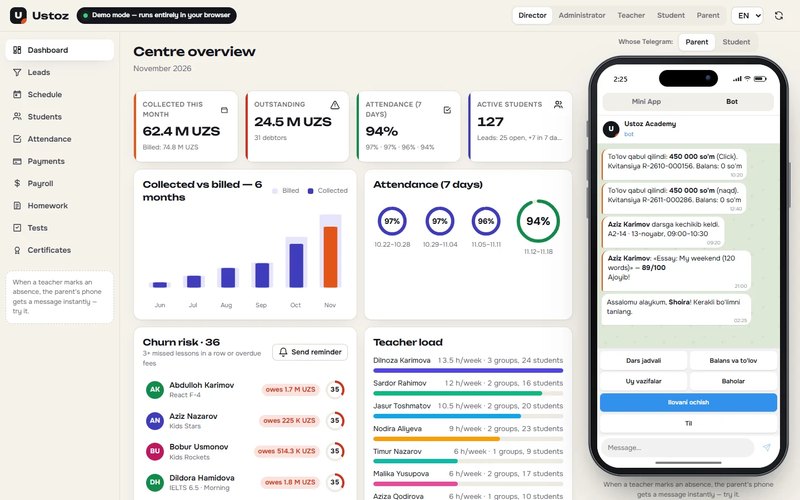 Ustoz
Demo mode – runs entirely in your browser
Director Administrator Teacher Student Parent
EN
Dashboard
Leads
Schedule
Students
Attendance
Payments
Payroll
Homework
Tests
Certificates
When a teacher marks an
absence, the parent's phone
gets a message instantly —
try it.
Centre overview
November 2026
COLLECTED THIS
MONTH
62.4 M UZS
Billed: 74.8 M UZS
OUTSTANDING
24.5 M UZS
31 debtors
ATTENDANCE (7
DAYS)
94%
97% · 97% · 96% · 94%
ACTIVE STUDENTS
127
Leads: 25 open, +7 in 7 da...
Collected vs billed — 6
months
Billed Collected
Jun Jul Aug Sep Oct Nov
Attendance (7 days)
97% 97% 96% 94%
10.22–10.28 10.29–11.04 11.05–11.11 11.12–11.18
Churn risk · 36
3+ missed lessons in a row or overdue
fees
Send reminder
AK Abdulloh Karimov owes 1.7 M UZS 35
React F-4
AN Aziz Nazarov owes 225 K UZS 35
Kids Stars
BU Bobur Usmonov owes 514.3 K UZS 35
Kids Rockets
DH Dildora Hamidova owes 1.8 M UZS 35
IELTS 6.5 · Morning
Teacher load
Dilnoza Karimova 13.5 h/week · 3 groups, 24 students
Sardor Rahimov 12 h/week · 2 groups, 16 students
Jasur Toshmatov 10.5 h/week · 2 groups, 20 students
Nodira Aliyeva 9 h/week · 2 groups, 23 students
Timur Nazarov 6 h/week · 1 groups, 9 students
Malika Yusupova 6 h/week · 2 groups, 17 students
Aziza Qodirova 6 h/week · 1 groups, 10 students
Whose Telegram: Parent Student
2:25
Mini App Bot
Ustoz Academy
bot
To'lov qabul qilindi: 450 000 so'm (Click).
Kvitansiya R-2610-000156. Balans: 0 so'm
10:20
To'lov qabul qilindi: 450 000 so'm (naqd).
Kvitansiya R-2611-000286. Balans: 0 so'm
12:40
Aziz Karimov darsga kechikib keldi.
A2-14 · 13-noyabr, 09:00–10:30
09:20
Aziz Karimov: «Essay: My weekend (120
words)» — 89/100
Ajoyib!
21:00
Assalomu alaykum, Shoira! Kerakli bo'limni
tanlang.
02:25
Dars jadvali Balans va to'lov
Uy vazifalar Baholar
Ilovani ochish
Til
Message...
When a teacher marks an absence, the parent's phone
gets a message instantly — try it.